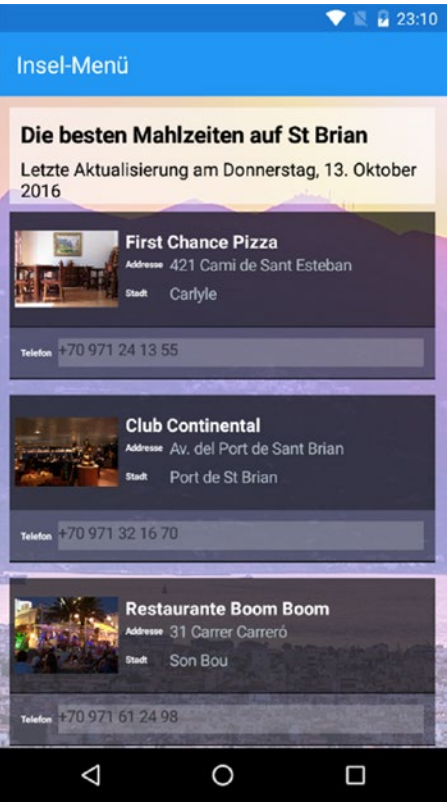 23:10
Insel-Menü
Die besten Mahlzeiten auf St Brian
Letzte Aktualisierung am Donnerstag, 13. Oktober
2016
First Chance Pizza
Addresse 421 Cami de Sant Esteban
Stadt Carlyle
Telefon +70 971 24 13 55
Club Continental
Addresse Av. del Port de Sant Brian
Stadt Port de St Brian
Telefon +70 971 32 16 70
Restaurante Boom Boom
Addresse 31 Carrer Carreró
Stadt Son Bou
Telefon +70 971 61 24 98